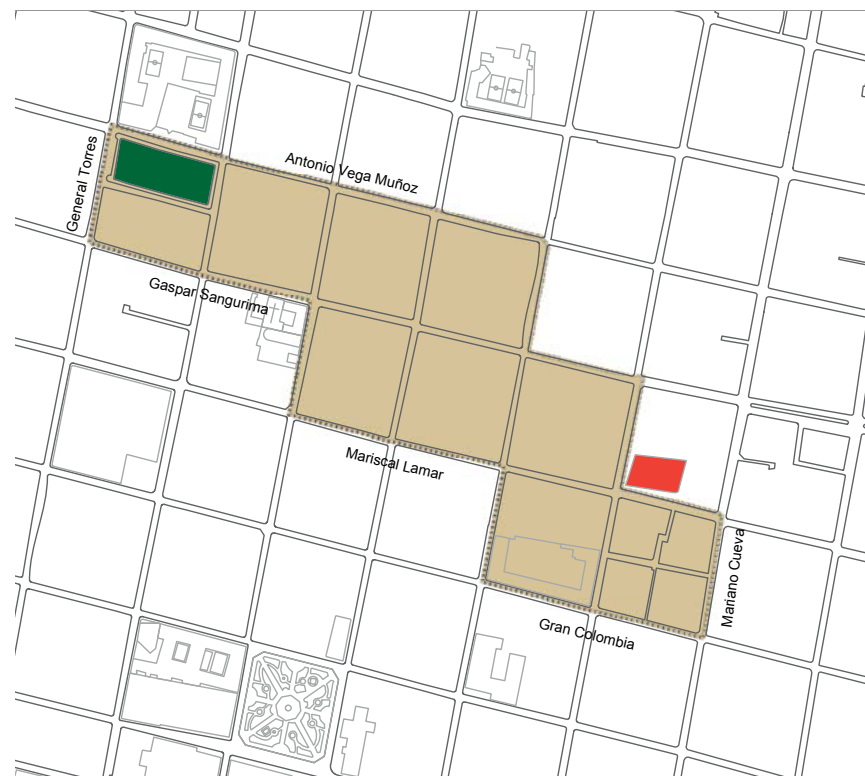 Antonio Vega Muñoz
General Torres
Gaspar Sangurima
Mariscal Lamar
Mariano Cueva
Gran Colombia